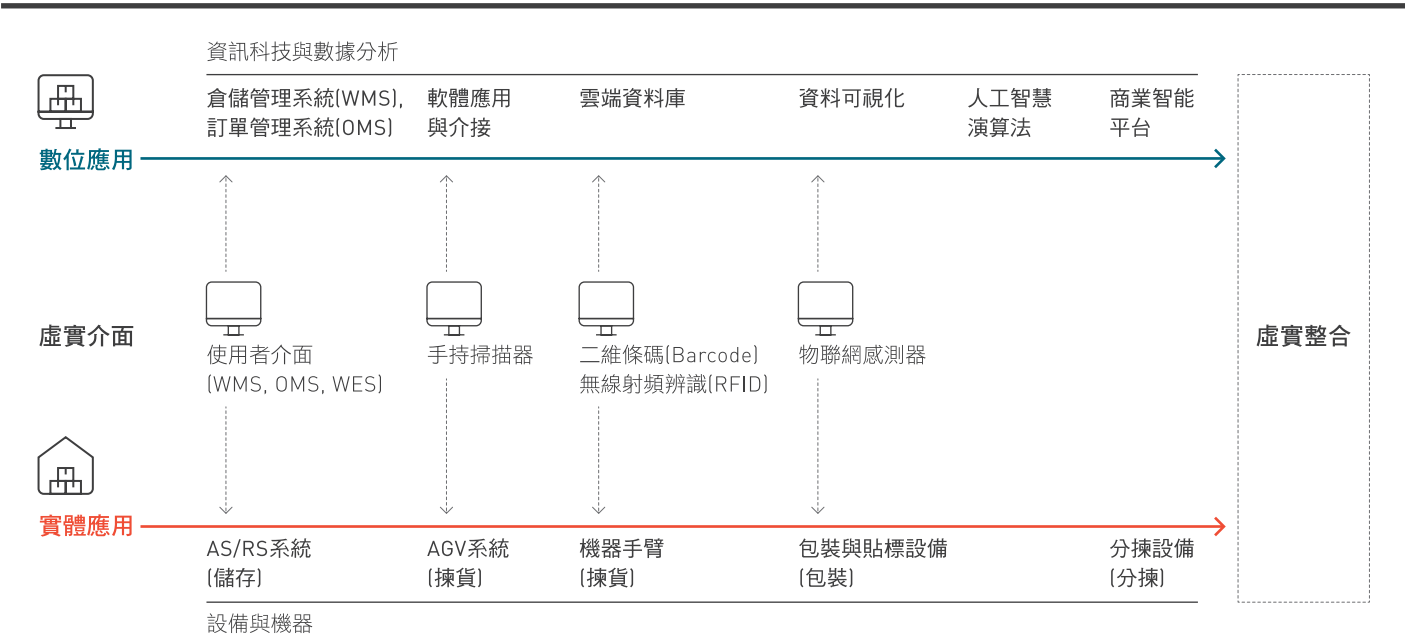 資訊科技與數據分析
倉儲管理系統(WMS),
訂單管理系統(OMS)
軟體應用
與介接
雲端資料庫
資料可視化
人工智慧
演算法
商業智能
平台
數位應用
虛實介面
使用者介面
(WMS, OMS, WES)
手持掃描器
二維條碼(Barcode)
無線射頻辨識(RFID)
物聯網感測器
虛實整合
實體應用
AS/RS系統
(儲存)
AGV系統
(揀貨)
機器手臂
(揀貨)
包裝與貼標設備
(包裝)
分揀設備
(分揀)
設備與機器